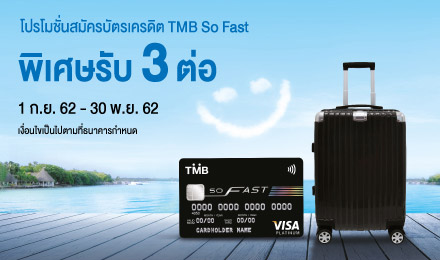 โปรโมชั่นสมัครบัตรเครดิต TMB So Fast
พิเศษรับ 3 ต่อ
1 ก.ย. 62 - 30 พ.ย. 62
เงื่อนไขเป็นไปตามที่ธนาคารกำหนด
TMB
SO FAST
0000 0000 0000 0000
00/00 00/00
CARDHOLDER NAME
VISA
PLATINUM